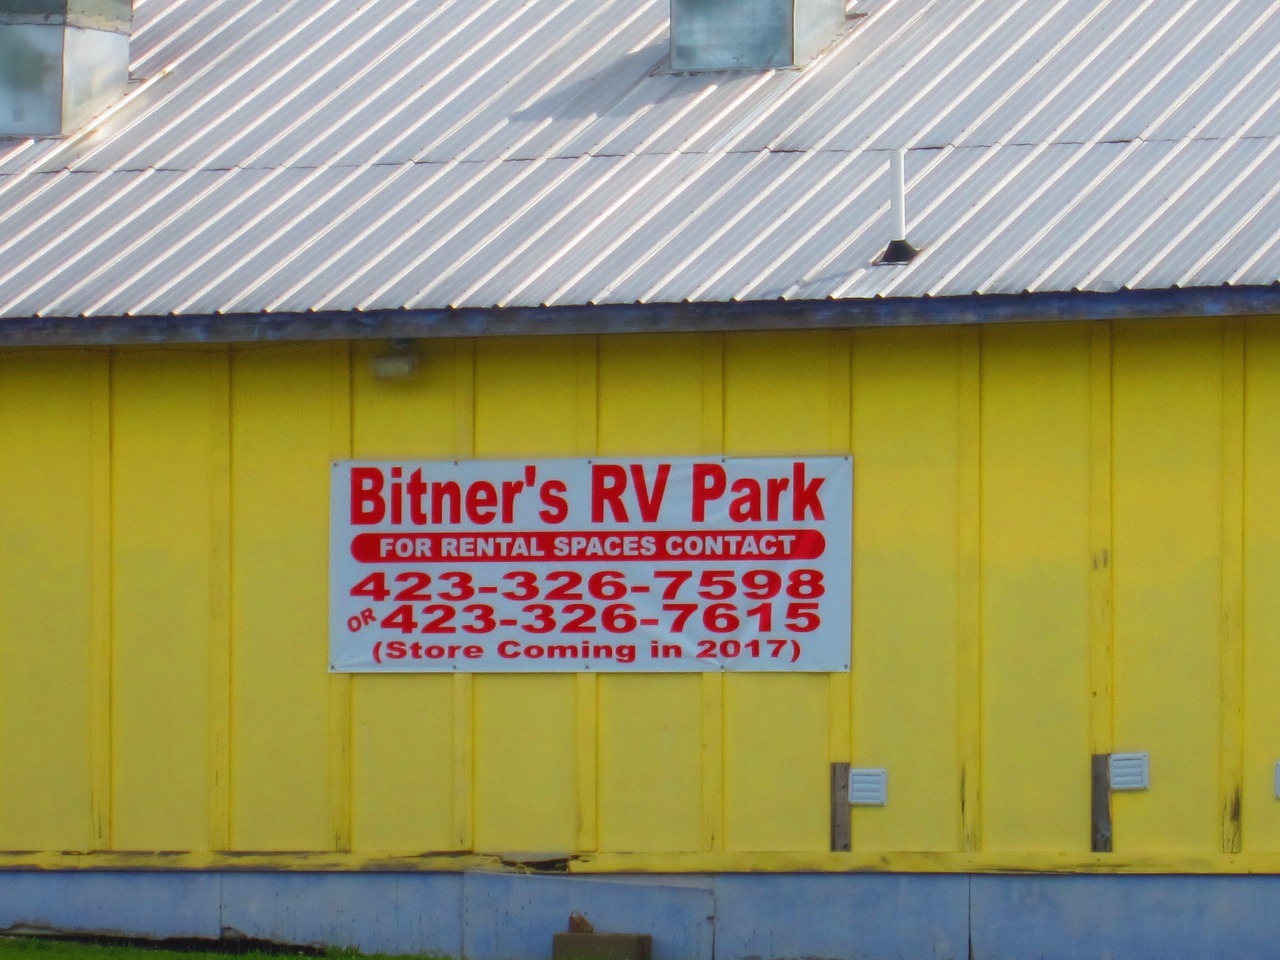 Bitner's RV Park
FOR RENTAL SPACES CONTACT
423-326-7598
OR 423-326-7615
(Store Coming in 2017)